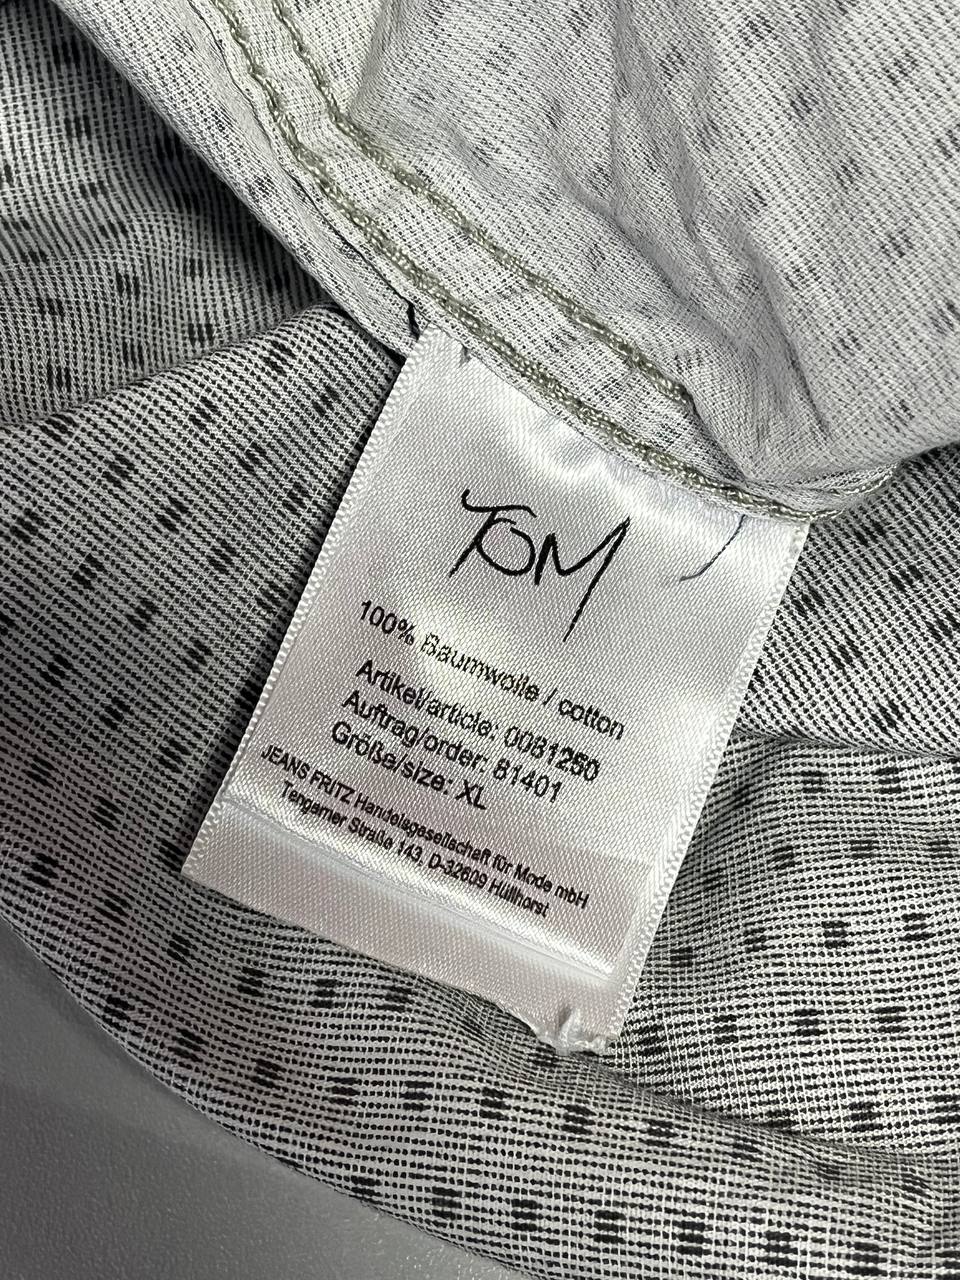 TOM
100% Baumwolle / cotton
Artikel/article: 0081250
Auftrag/order: 81401
Größe/size: XL
JEANS FRITZ Handelsgesellschaft für Mode mbH
Tengerner Straße 143, D-32609 Hüllhorst